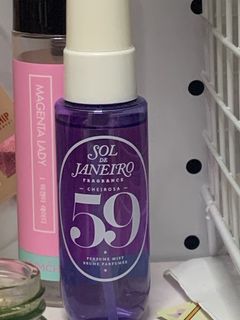 SOL
DE
JANEIRO
FRAGRANCE
CHEIROSA
59
PERFUME MIST
BRUME PARFUMÉE
MAGENTA LADY